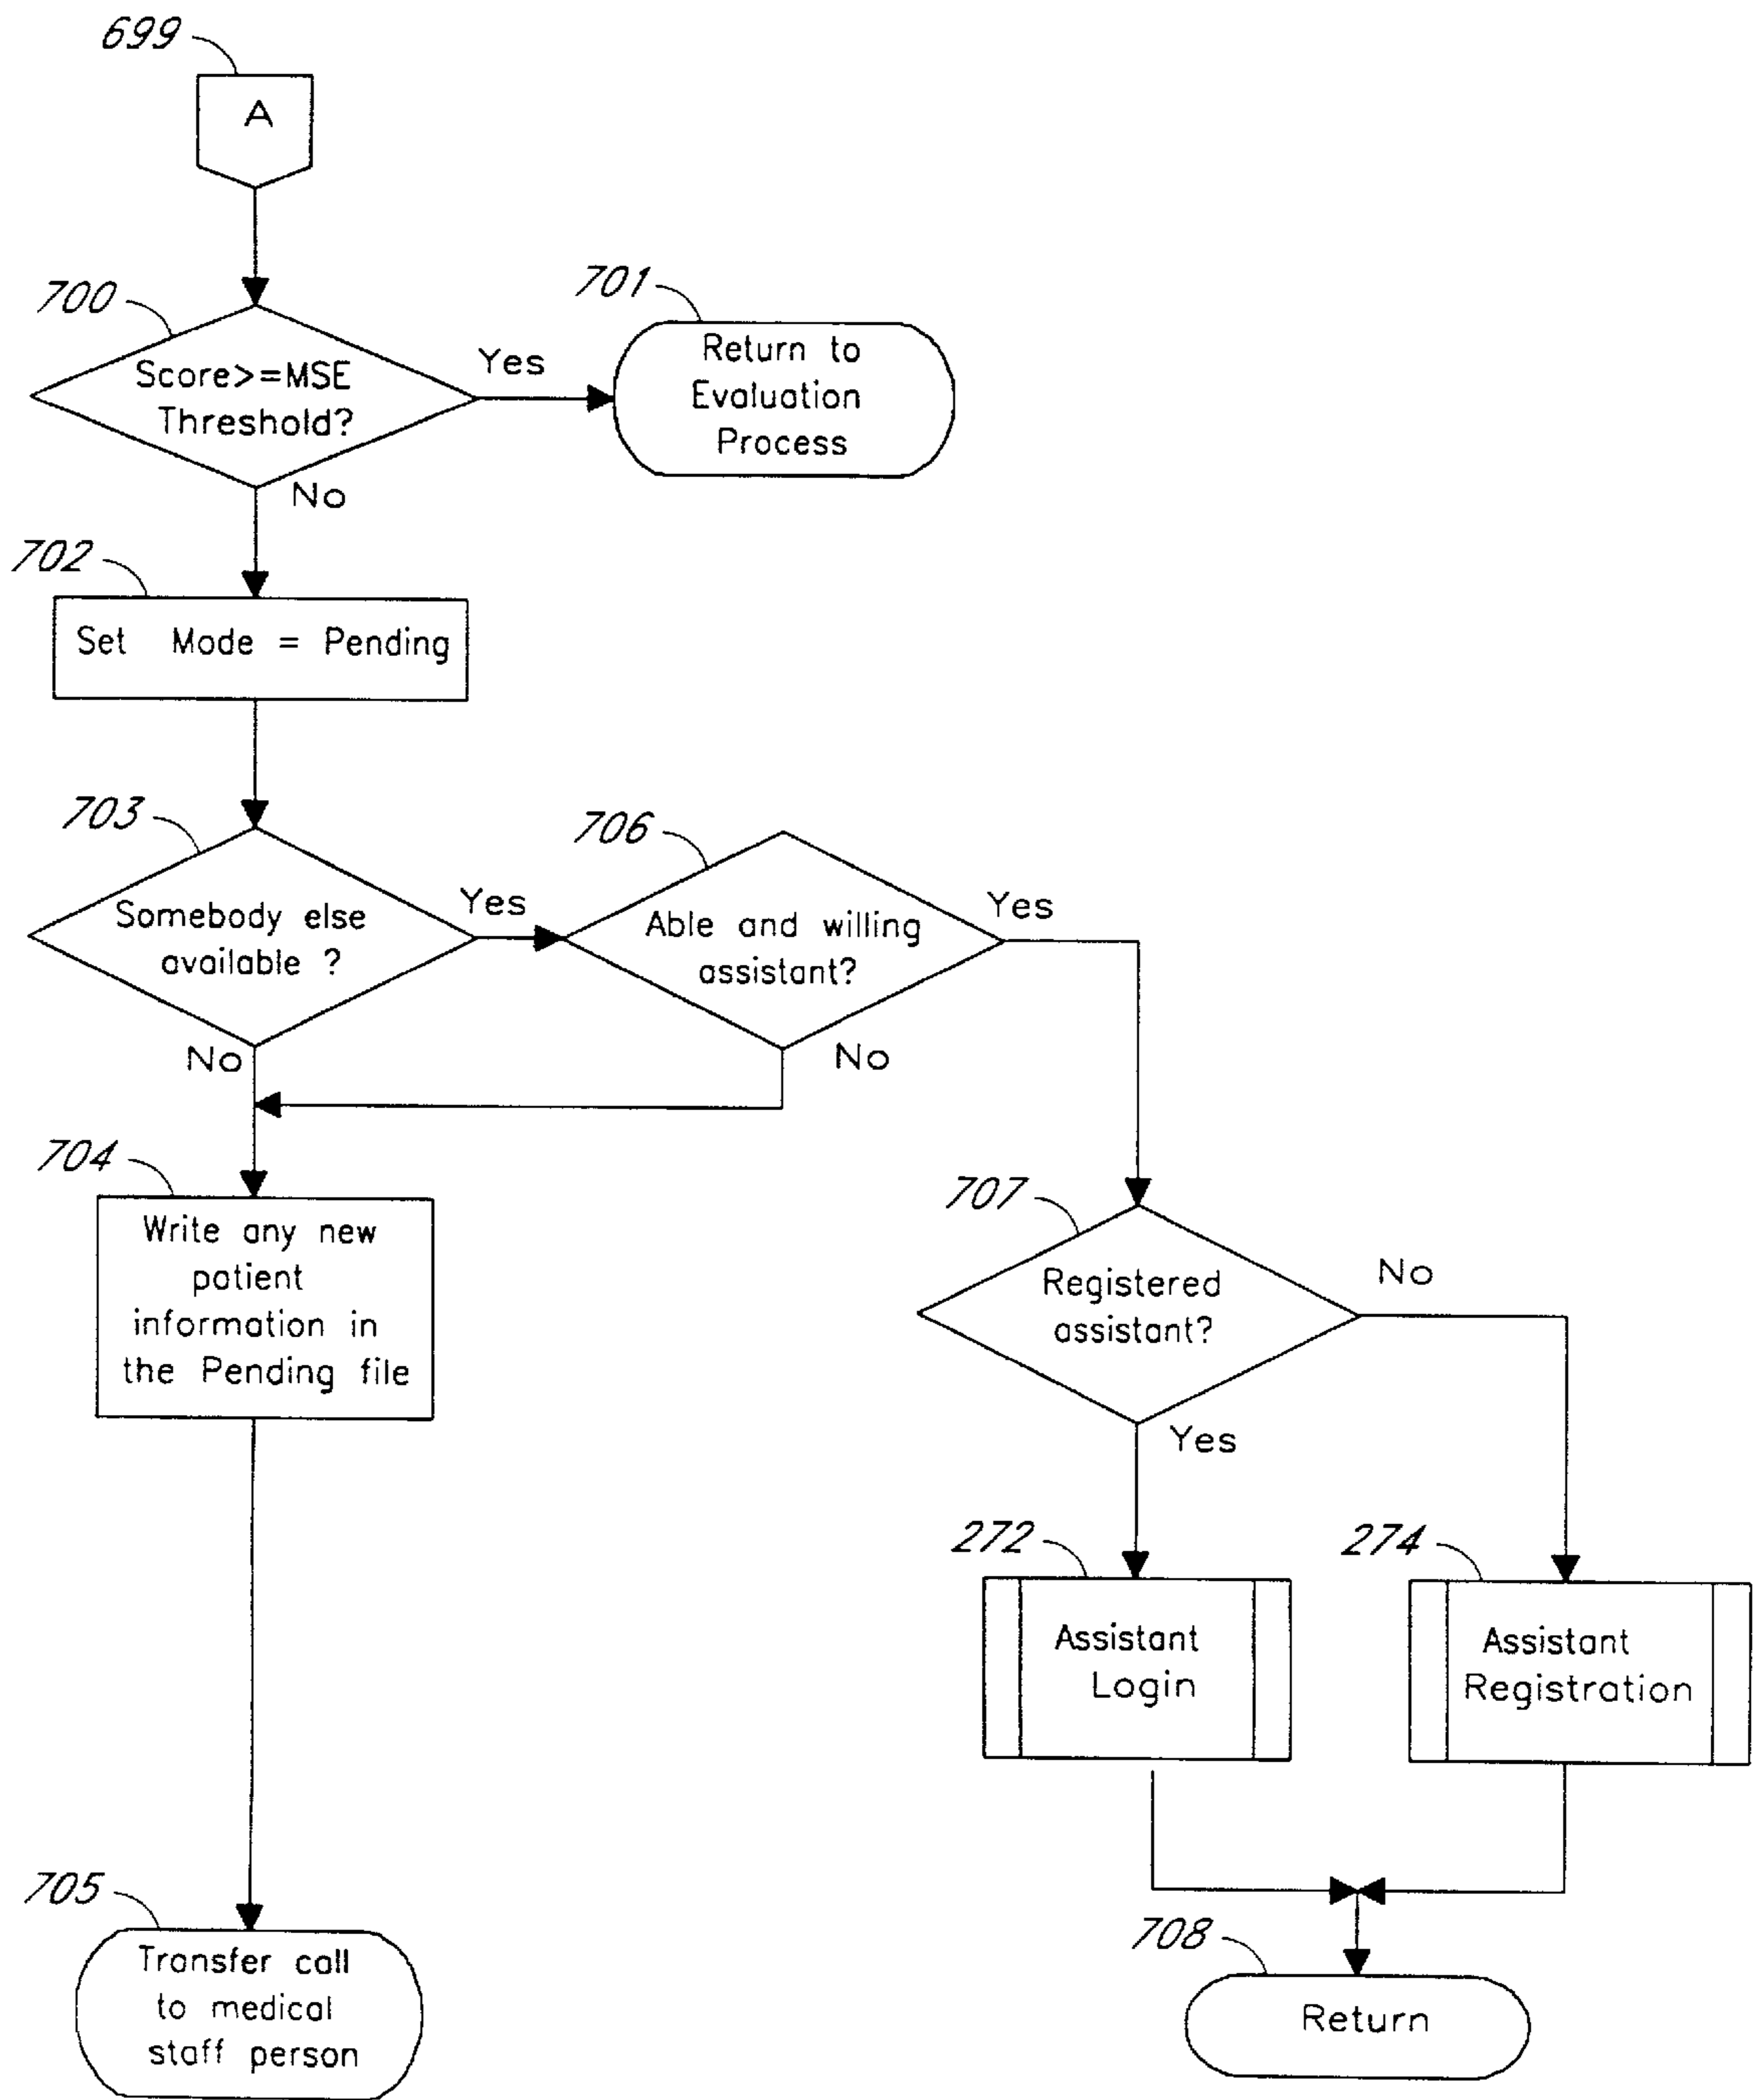 699
A
700
Score>=MSE
Threshold?
Yes
701
Return to
Evaluation
Process
No
702
Set Mode = Pending
703
Somebody else
available ?
Yes
706
Able and willing
assistant?
Yes
No
No
704
Write any new
patient
information in
the Pending file
707
Registered
assistant?
No
Yes
272
Assistant
Login
274
Assistant
Registration
705
Transfer call
to medical
staff person
708
Return